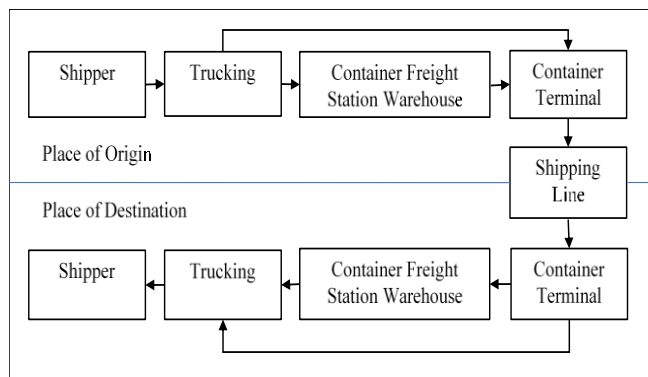 Shipper
Trucking
Container Freight
Station Warehouse
Container
Terminal
Place of Origin
Shipping
Line
Place of Destination
Shipper
Trucking
Container Freight
Station Warehouse
Container
Terminal